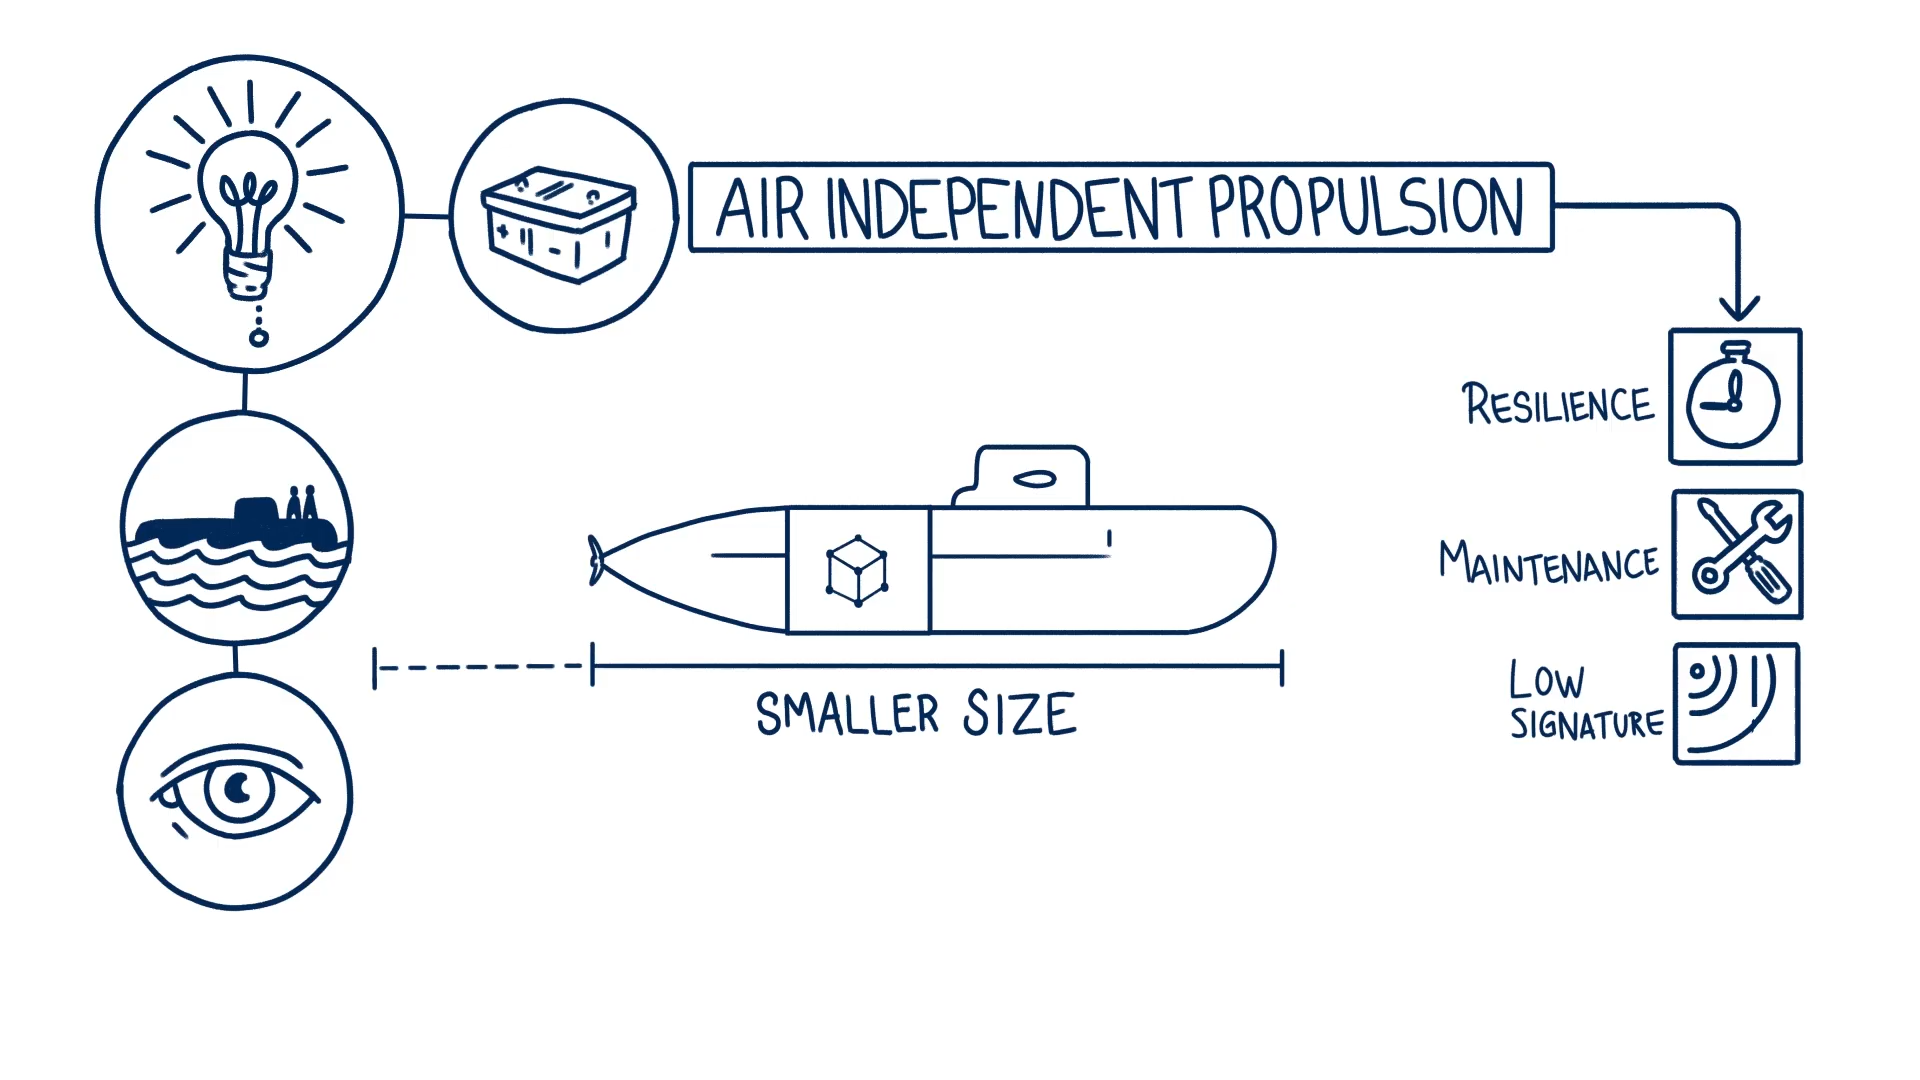 AIR INDEPENDENT PROPULSION
RESILIENCE
MAINTENANCE
LOW
SIGNATURE
SMALLER SIZE